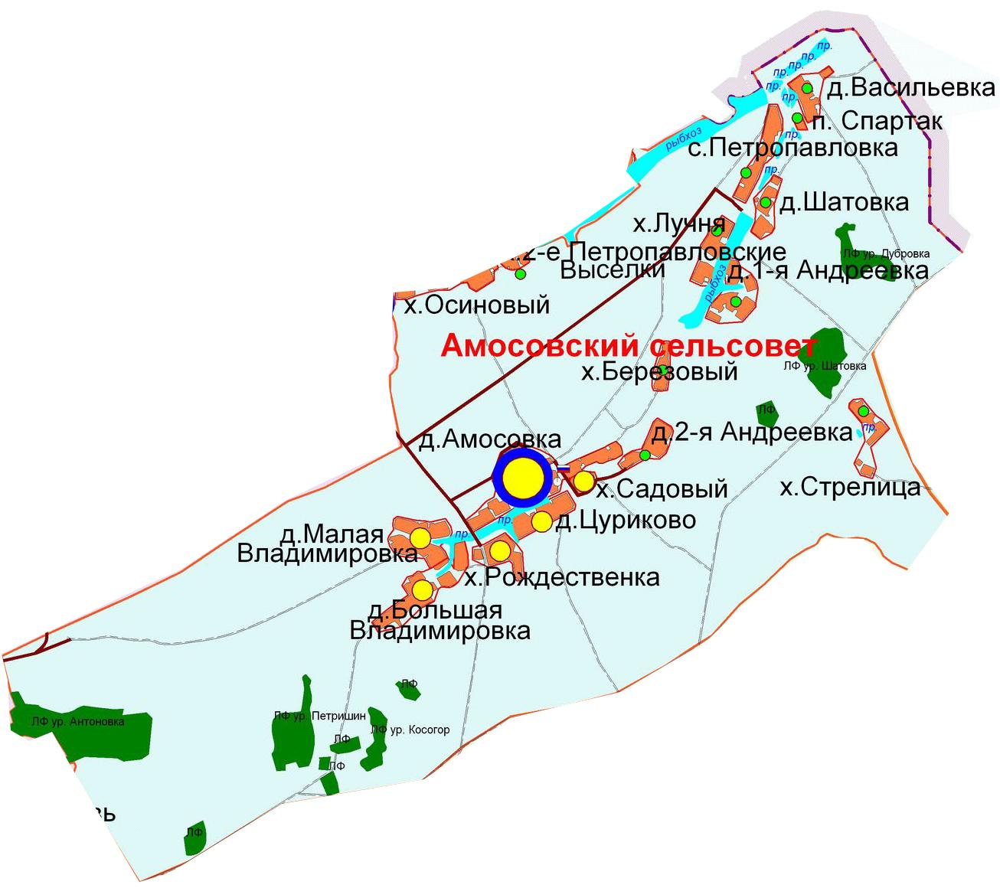 пр.
пр.
пр.
пр.
пр.
д.Васильевка
пр.
п. Спартак
рыбхоз
пр.
с.Петропавловка
пр.
д.Шатовка
х.Лучня
.2-е Петропавловские
Выселки
ЛФ ур. Дубровка
д.1-я Андреевка
рыбхоз
х.Осиновый
Амосовский сельсовет
ЛФ ур. Шатовка
х.Березовый
ЛФ
пр.
д.2-я Андреевка
д.Амосовка
х.Стрелица
х.Садовый
пр.
д.Цуриково
д.Малая
Владимировка
пр.
х.Рождественка
д.Большая
Владимировка
ЛФ
ЛФ ур. Петришин
ЛФ ур. Антоновка
ЛФ ур. Косогор
ЛФ
ЛФ
ЛФ